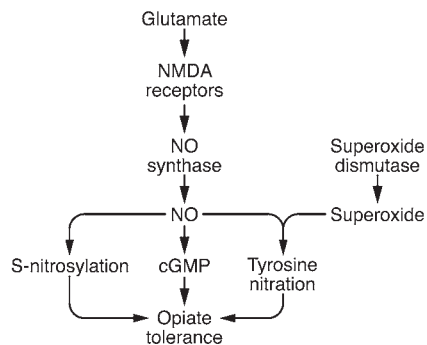 Glutamate
NMDA
receptors
NO
synthase
Superoxide
dismutase
NO
Superoxide
S-nitrosylation
cGMP
Tyrosine
nitration
Opiate
tolerance